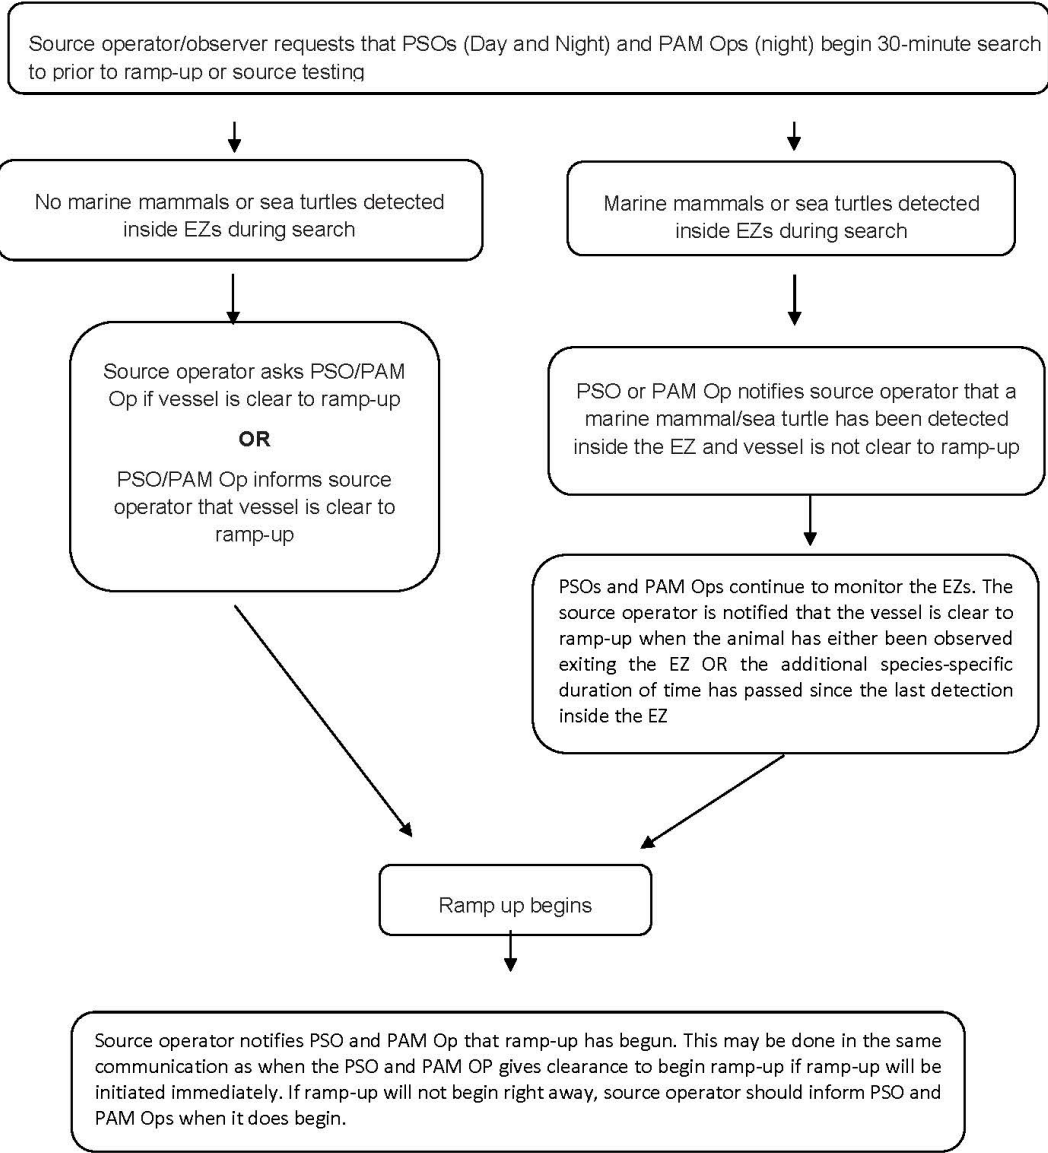 Source operator/observer requests that PSOs (Day and Night) and PAM Ops (night) begin 30-minute search
to prior to ramp-up or source testing
No marine mammals or sea turtles detected
inside EZs during search
Marine mammals or sea turtles detected
inside EZs during search
Source operator asks PSO/PAM
Op if vessel is clear to ramp-up
OR
PSO/PAM Op informs source
operator that vessel is clear to
ramp-up
PSO or PAM Op notifies source operator that a
marine mammal/sea turtle has been detected
inside the EZ and vessel is not clear to ramp-up
PSOs and PAM Ops continue to monitor the EZs. The
source operator is notified that the vessel is clear to
ramp-up when the animal has either been observed
exiting the EZ OR the additional species-specific
duration of time has passed since the last detection
inside the EZ
Ramp up begins
Source operator notifies PSO and PAM Op that ramp-up has begun. This may be done in the same
communication as when the PSO and PAM OP gives clearance to begin ramp-up if ramp-up will be
initiated immediately. If ramp-up will not begin right away, source operator should inform PSO and
PAM Ops when it does begin.